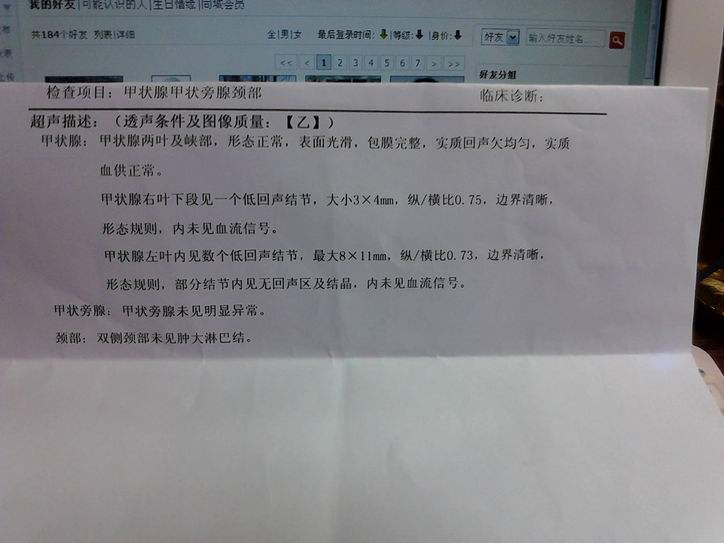 我的好友|可能认识的人|生日情缘|同城会员
共184个好友 列表|详细
全|男|女 最后登录时间: |等级: |身价:
好友 输入好友姓名...
<< < 1 2 3 4 5 6 7 > >>
好友分组
检查项目: 甲状腺甲状旁腺颈部 临床诊断:
超声描述: (透声条件及图像质量: 【乙】)
甲状腺: 甲状腺两叶及峡部, 形态正常, 表面光滑, 包膜完整, 实质回声欠均匀, 实质
血供正常。
甲状腺右叶下段见一个低回声结节, 大小3×4mm, 纵/横比0.75, 边界清晰,
形态规则, 内未见血流信号。
甲状腺左叶内见数个低回声结节, 最大8×11mm, 纵/横比0.73, 边界清晰,
形态规则, 部分结节内见无回声区及结晶, 内未见血流信号。
甲状旁腺: 甲状旁腺未见明显异常。
颈部: 双侧颈部未见肿大淋巴结。